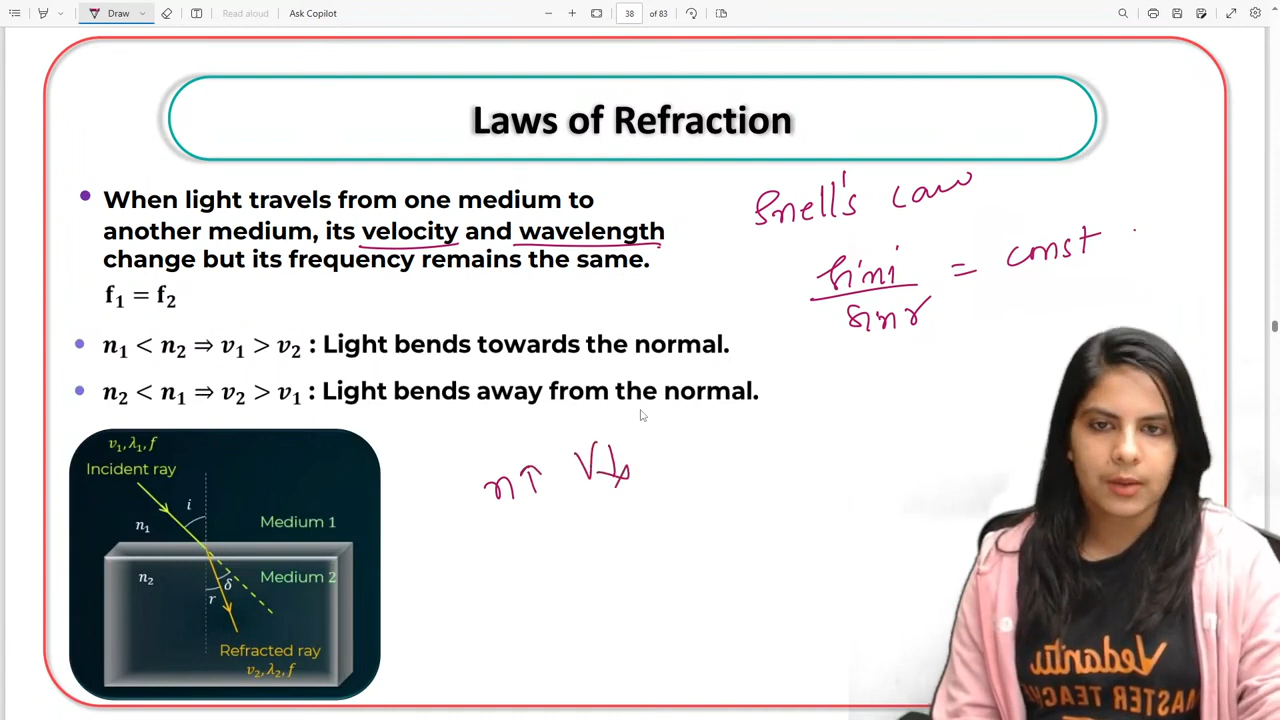 Draw
Read aloud
Ask Copilot
38 of 83
Laws of Refraction
• When light travels from one medium to
another medium, its velocity and wavelength
change but its frequency remains the same.
f₁ = f₂
• n₁ < n₂ ⇒ v₁ > v₂ : Light bends towards the normal.
• n₂ < n₁ ⇒ v₂ > v₁ : Light bends away from the normal.
Snell's Law
sin i / sin r = const
n↑ V↓
v₁, λ₁, f
Incident ray
i
n₁
Medium 1
n₂
Medium 2
δ
r
Refracted ray
v₂, λ₂, f
Vedantu
MASTER TEACHER